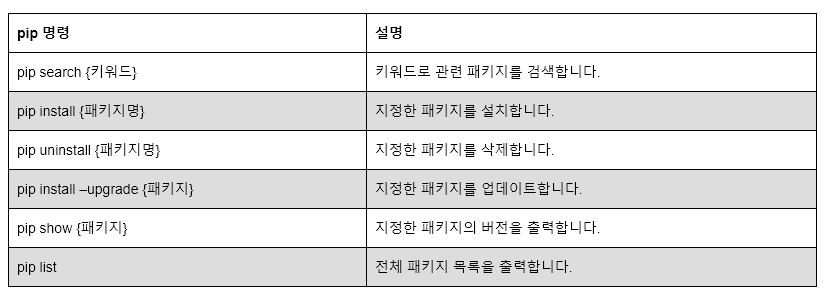 pip 명령 설명
pip search {키워드} 키워드로 관련 패키지를 검색합니다.
pip install {패키지명} 지정한 패키지를 설치합니다.
pip uninstall {패키지명} 지정한 패키지를 삭제합니다.
pip install –upgrade {패키지} 지정한 패키지를 업데이트합니다.
pip show {패키지} 지정한 패키지의 버전을 출력합니다.
pip list 전체 패키지 목록을 출력합니다.